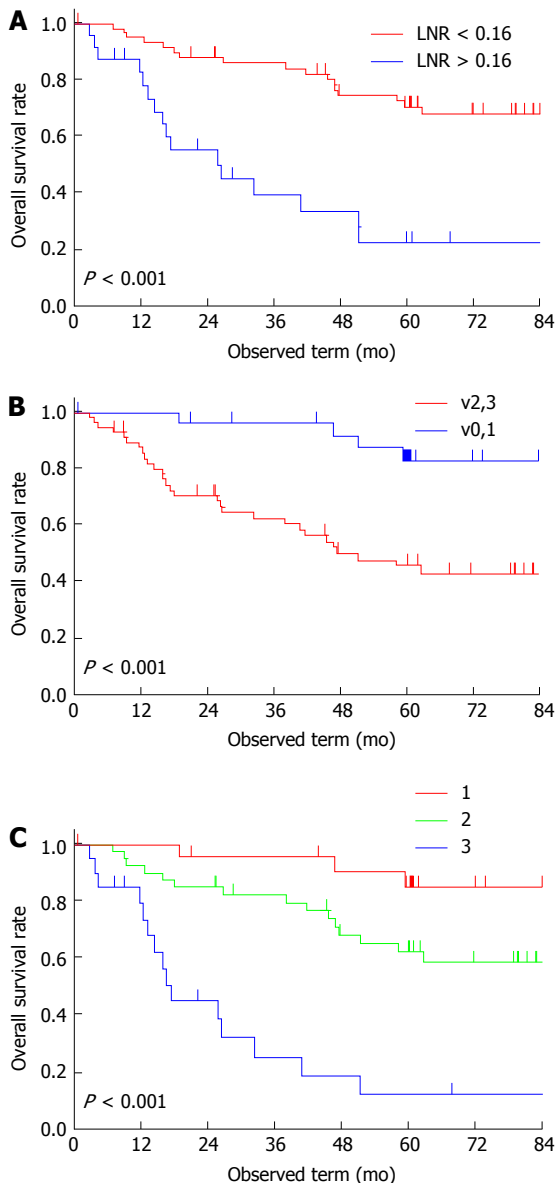 A
LNR < 0.16
LNR > 0.16
Overall survival rate
1.0
0.8
0.6
0.4
0.2
0.0
P < 0.001
0 12 24 36 48 60 72 84
Observed term (mo)
B
v2,3
v0,1
Overall survival rate
1.0
0.8
0.6
0.4
0.2
0.0
P < 0.001
0 12 24 36 48 60 72 84
Observed term (mo)
C
1
2
3
Overall survival rate
1.0
0.8
0.6
0.4
0.2
0.0
P < 0.001
0 12 24 36 48 60 72 84
Observed term (mo)